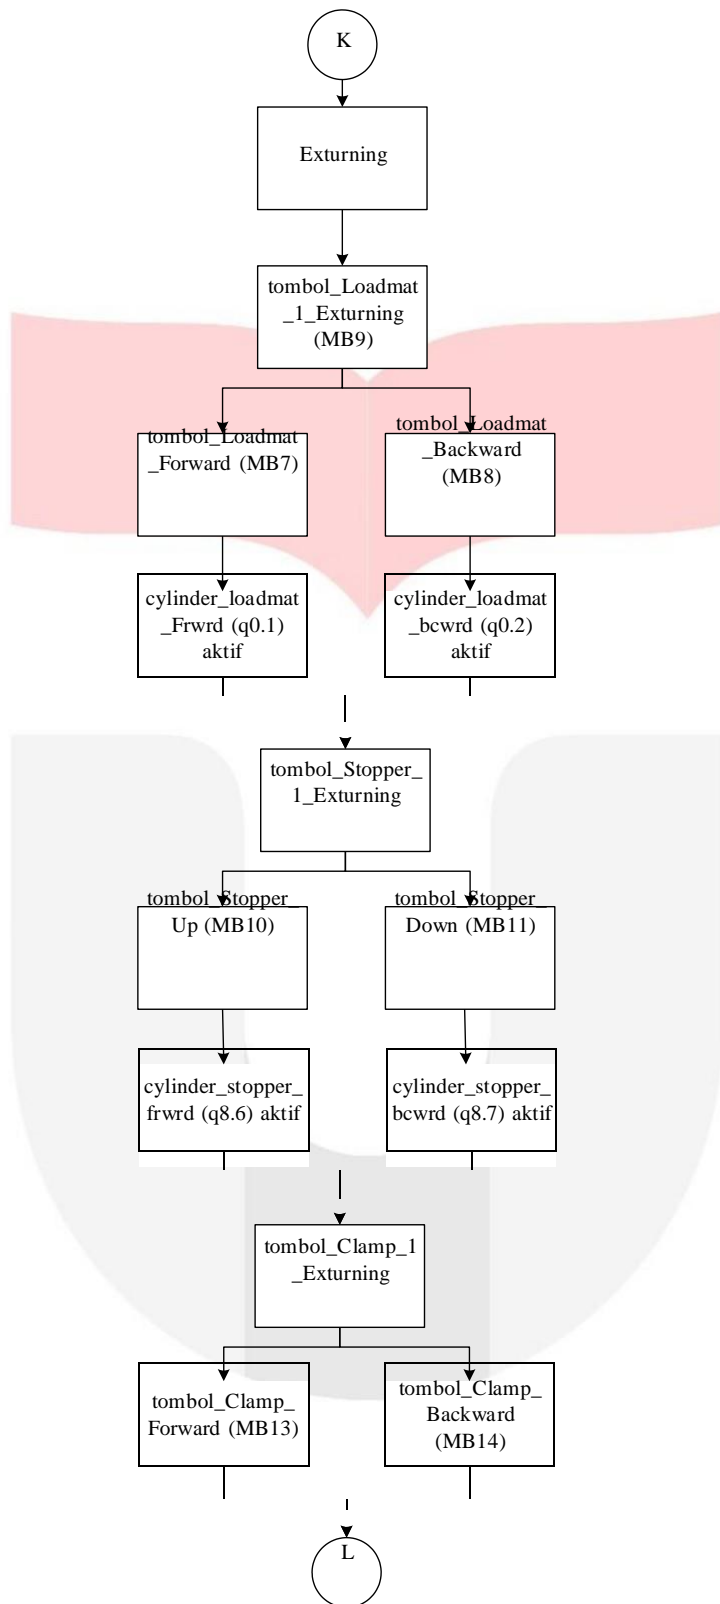 K
Exturning
tombol_Loadmat
_1_Exturning
(MB9)
tombol_Loadmat
_Forward (MB7)
tombol_Loadmat
_Backward
(MB8)
cylinder_loadmat
_Frwrd (q0.1)
aktif
cylinder_loadmat
_bcwrd (q0.2)
aktif
tombol_Stopper_
1_Exturning
tombol_Stopper_
Up (MB10)
tombol_Stopper_
Down (MB11)
cylinder_stopper_
frwrd (q8.6) aktif
cylinder_stopper_
bcwrd (q8.7) aktif
tombol_Clamp_1
_Exturning
tombol_Clamp_
Forward (MB13)
tombol_Clamp_
Backward
(MB14)
L